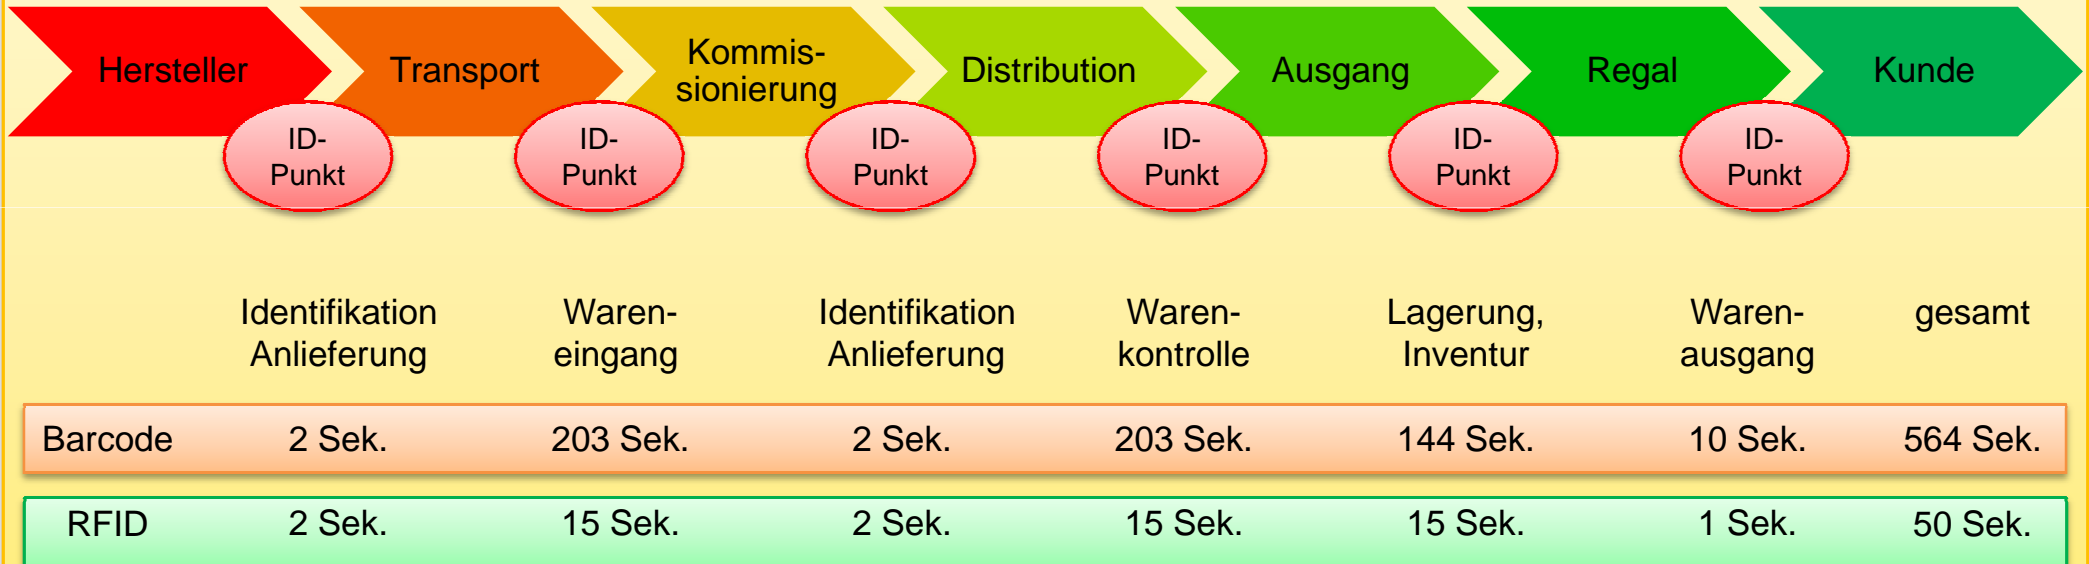 Hersteller
Transport
Kommis-
sionierung
Distribution
Ausgang
Regal
Kunde
ID-
Punkt
ID-
Punkt
ID-
Punkt
ID-
Punkt
ID-
Punkt
ID-
Punkt
Identifikation
Anlieferung
Waren-
eingang
Identifikation
Anlieferung
Waren-
kontrolle
Lagerung,
Inventur
Waren-
ausgang
gesamt
Barcode 2 Sek. 203 Sek. 2 Sek. 203 Sek. 144 Sek. 10 Sek. 564 Sek.
RFID 2 Sek. 15 Sek. 2 Sek. 15 Sek. 15 Sek. 1 Sek. 50 Sek.